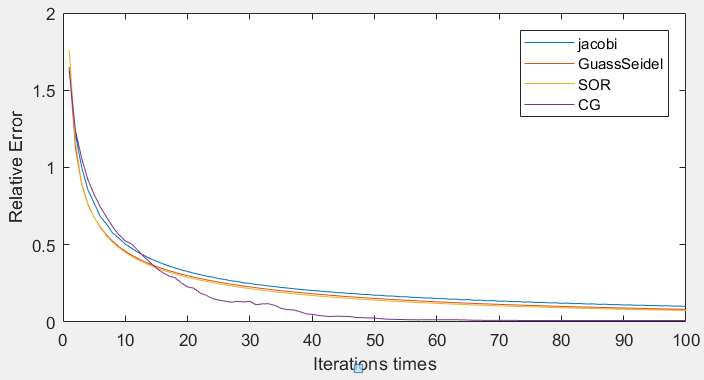 2
1.5
1
0.5
0
Relative Error
jacobi
GuassSeidel
SOR
CG
0 10 20 30 40 50 60 70 80 90 100
Iterations times